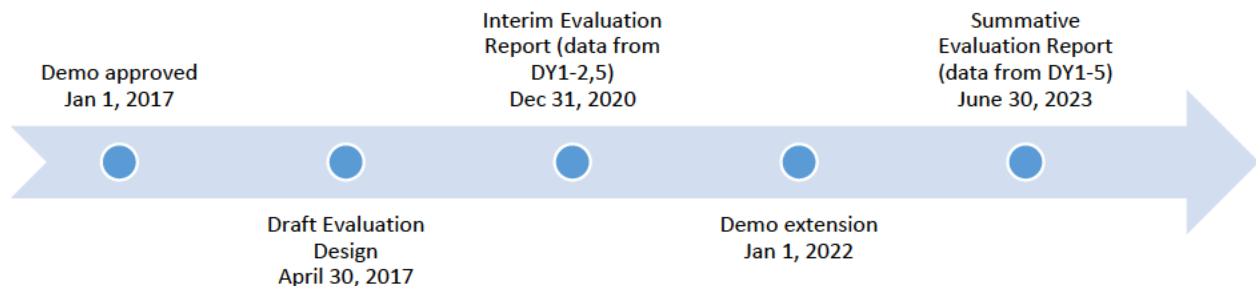 Demo approved
Jan 1, 2017
Draft Evaluation
Design
April 30, 2017
Interim Evaluation
Report (data from
DY1-2,5)
Dec 31, 2020
Demo extension
Jan 1, 2022
Summative
Evaluation Report
(data from DY1-5)
June 30, 2023